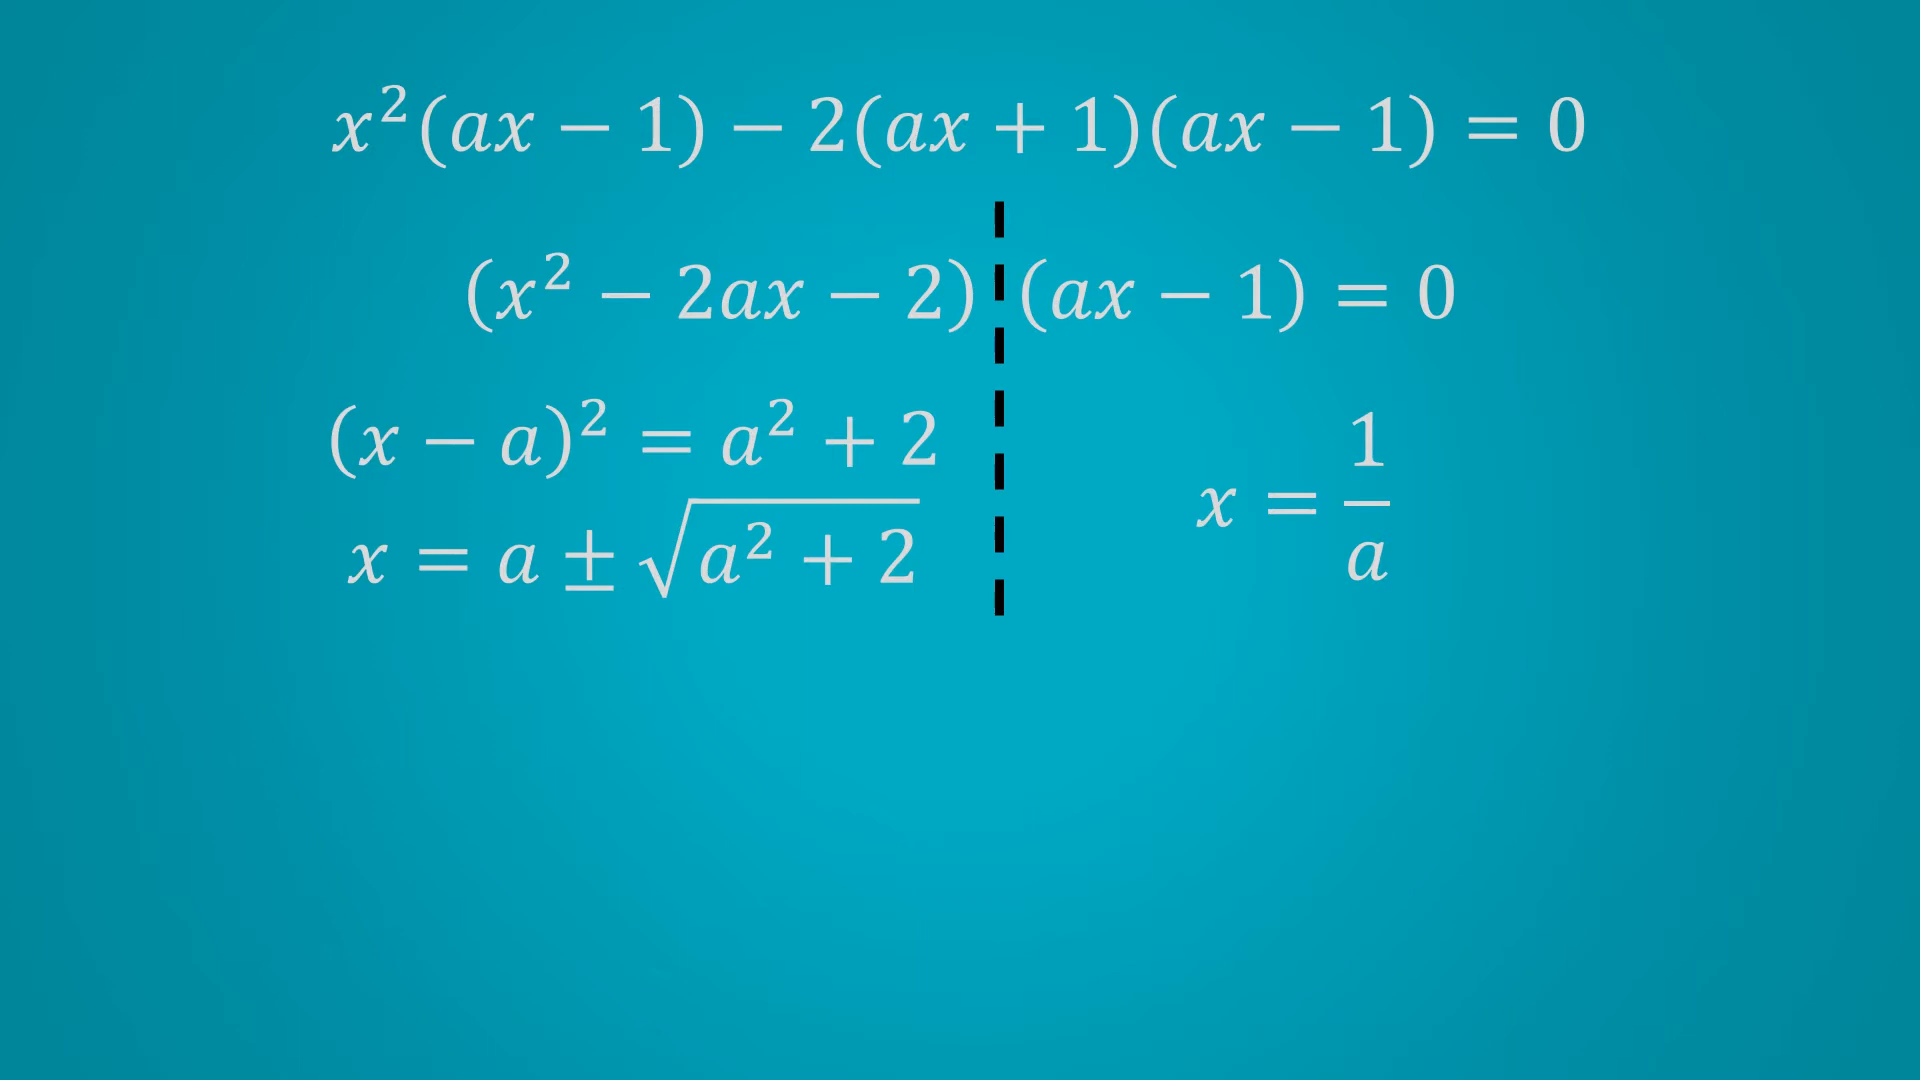 x²(ax − 1) − 2(ax + 1)(ax − 1) = 0
(x² − 2ax − 2) (ax − 1) = 0
(x − a)² = a² + 2
x = a ± √(a² + 2)
x = 1/a